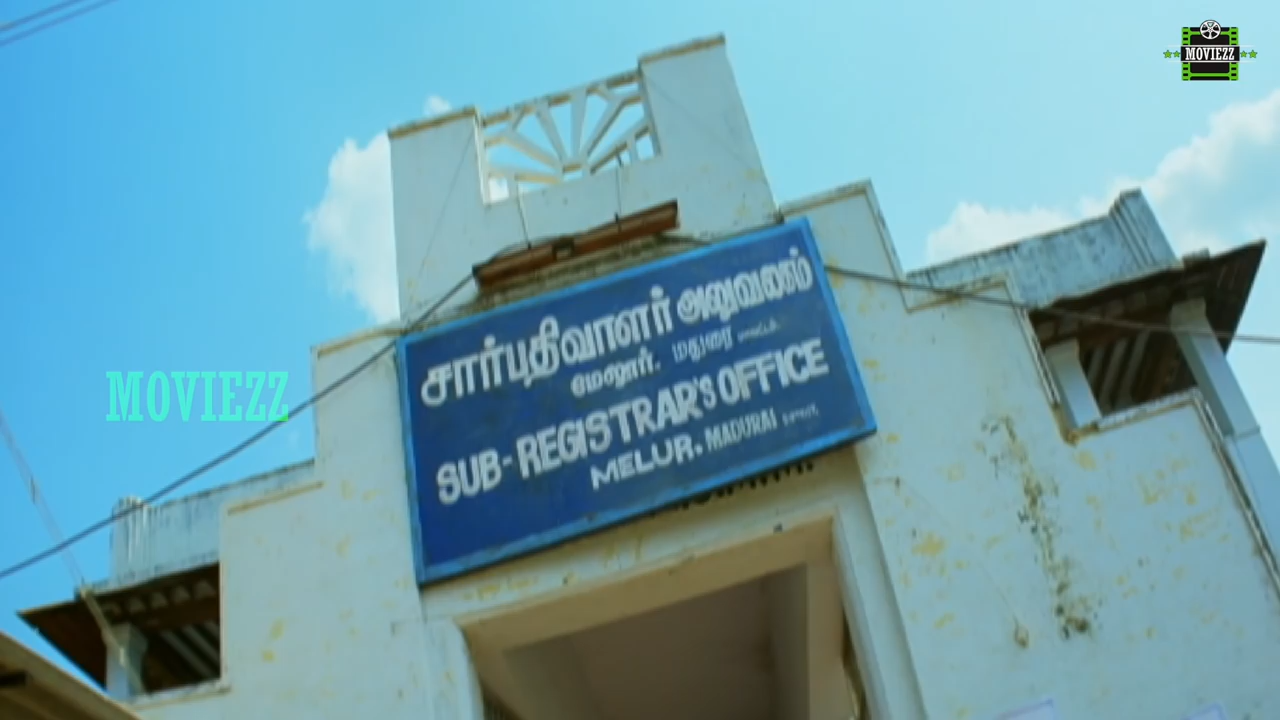 MOVIEZZ
சார்பதிவாளர் அலுவலகம்
மேலூர். மதுரை
SUB-REGISTRAR'S OFFICE
MELUR. MADURAI
MOVIEZZ